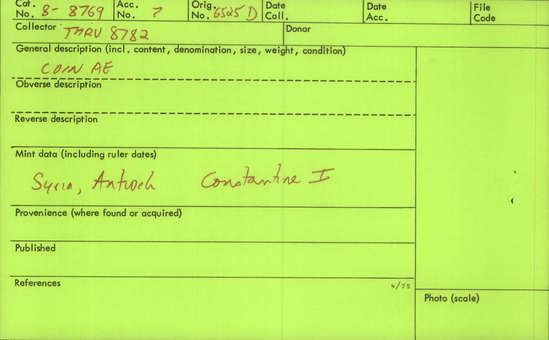 Cat. No. 8- 8769 Acc. No. ? Orig. No. 6525 D Date Coll. Date Acc. File Code
Collector THRU 8782 Donor
General description (incl. content, denomination, size, weight, condition)
COIN AE
Obverse description
Reverse description
Mint data (including ruler dates)
Syria, Antioch Constantine I
Provenience (where found or acquired)
Published
References 4/75
Photo (scale)